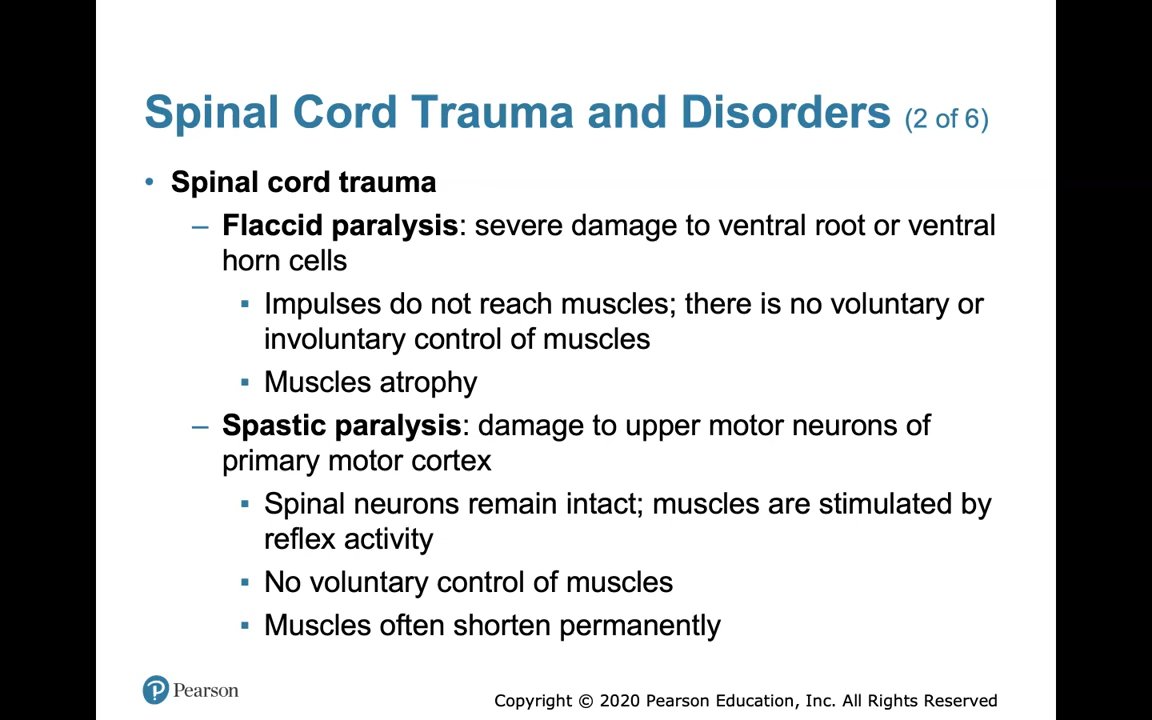 Spinal Cord Trauma and Disorders (2 of 6)
• Spinal cord trauma
– Flaccid paralysis: severe damage to ventral root or ventral
horn cells
▪ Impulses do not reach muscles; there is no voluntary or
involuntary control of muscles
▪ Muscles atrophy
– Spastic paralysis: damage to upper motor neurons of
primary motor cortex
▪ Spinal neurons remain intact; muscles are stimulated by
reflex activity
▪ No voluntary control of muscles
▪ Muscles often shorten permanently
Pearson
Copyright © 2020 Pearson Education, Inc. All Rights Reserved